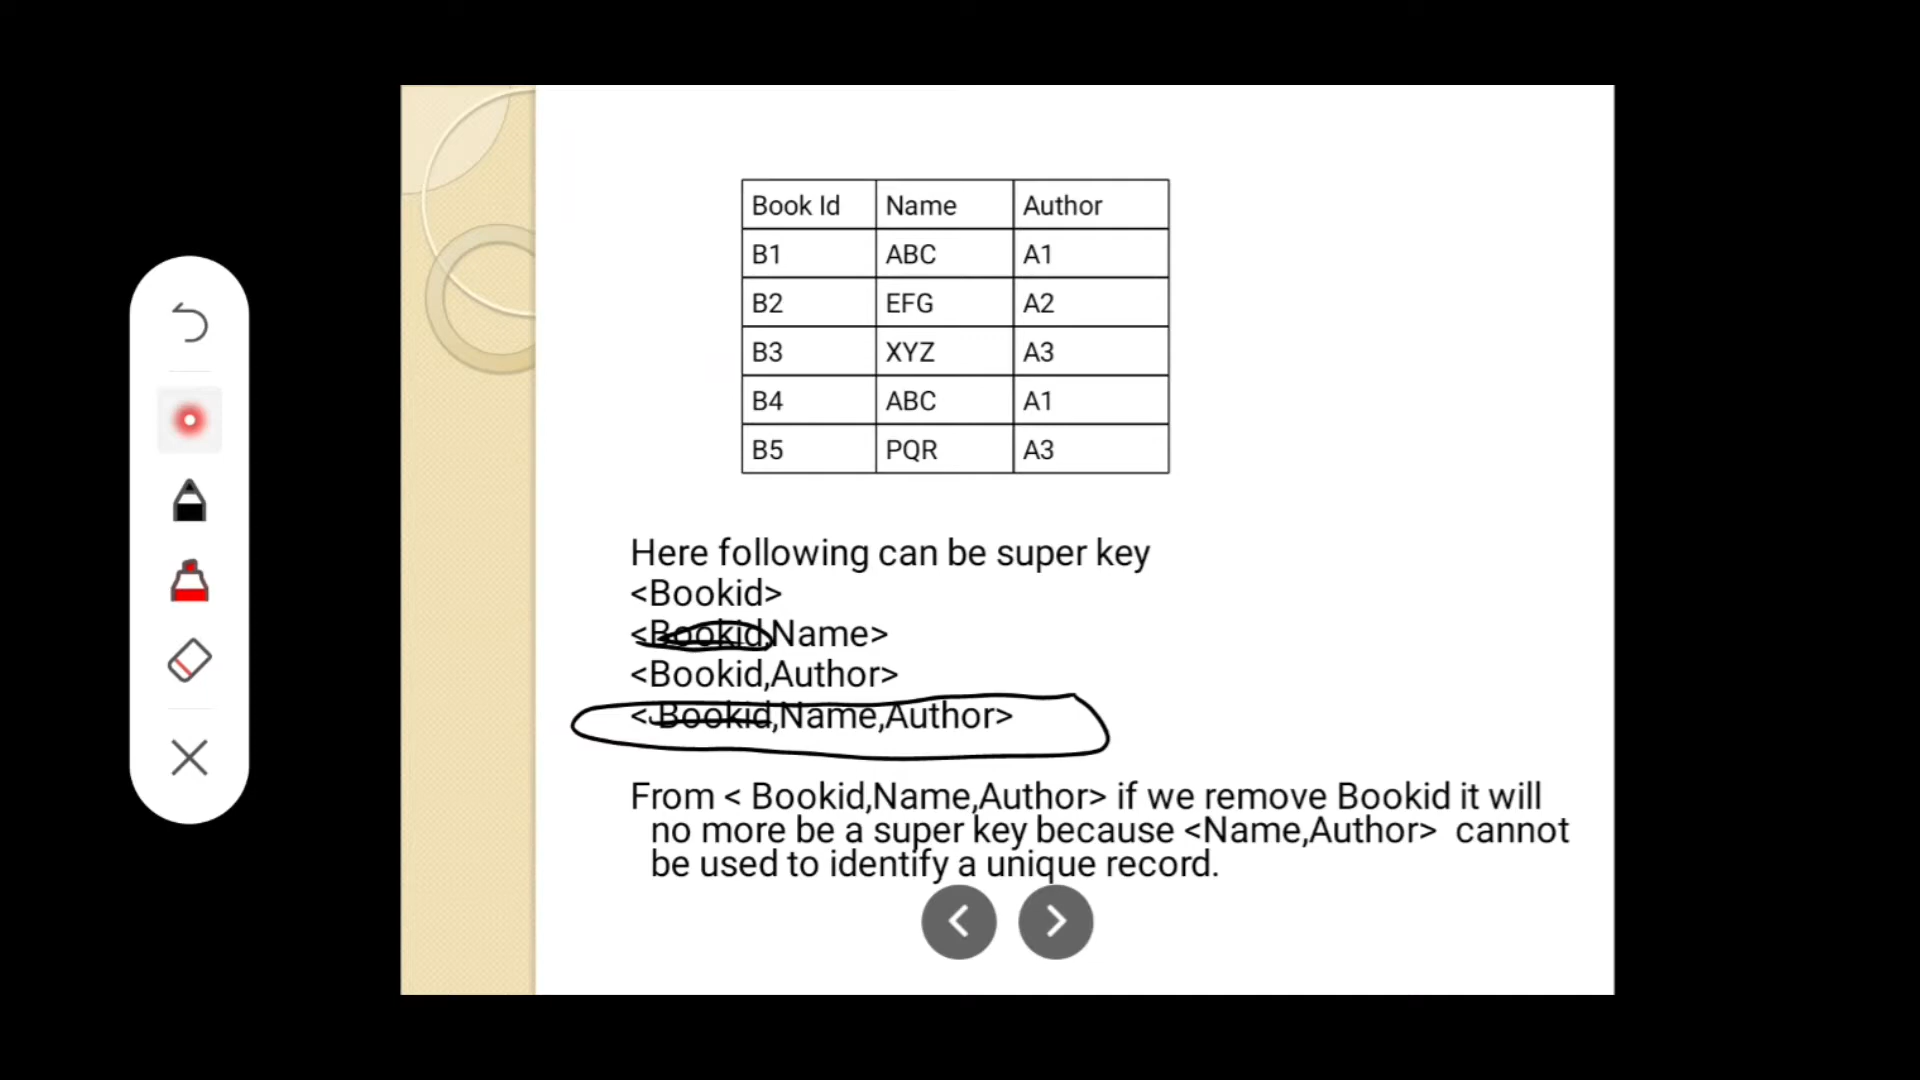 Book Id Name Author
B1 ABC A1
B2 EFG A2
B3 XYZ A3
B4 ABC A1
B5 PQR A3
Here following can be super key
<Bookid>
<Bookid,Name>
<Bookid,Author>
< Bookid,Name,Author>
From < Bookid,Name,Author> if we remove Bookid it will
no more be a super key because <Name,Author> cannot
be used to identify a unique record.